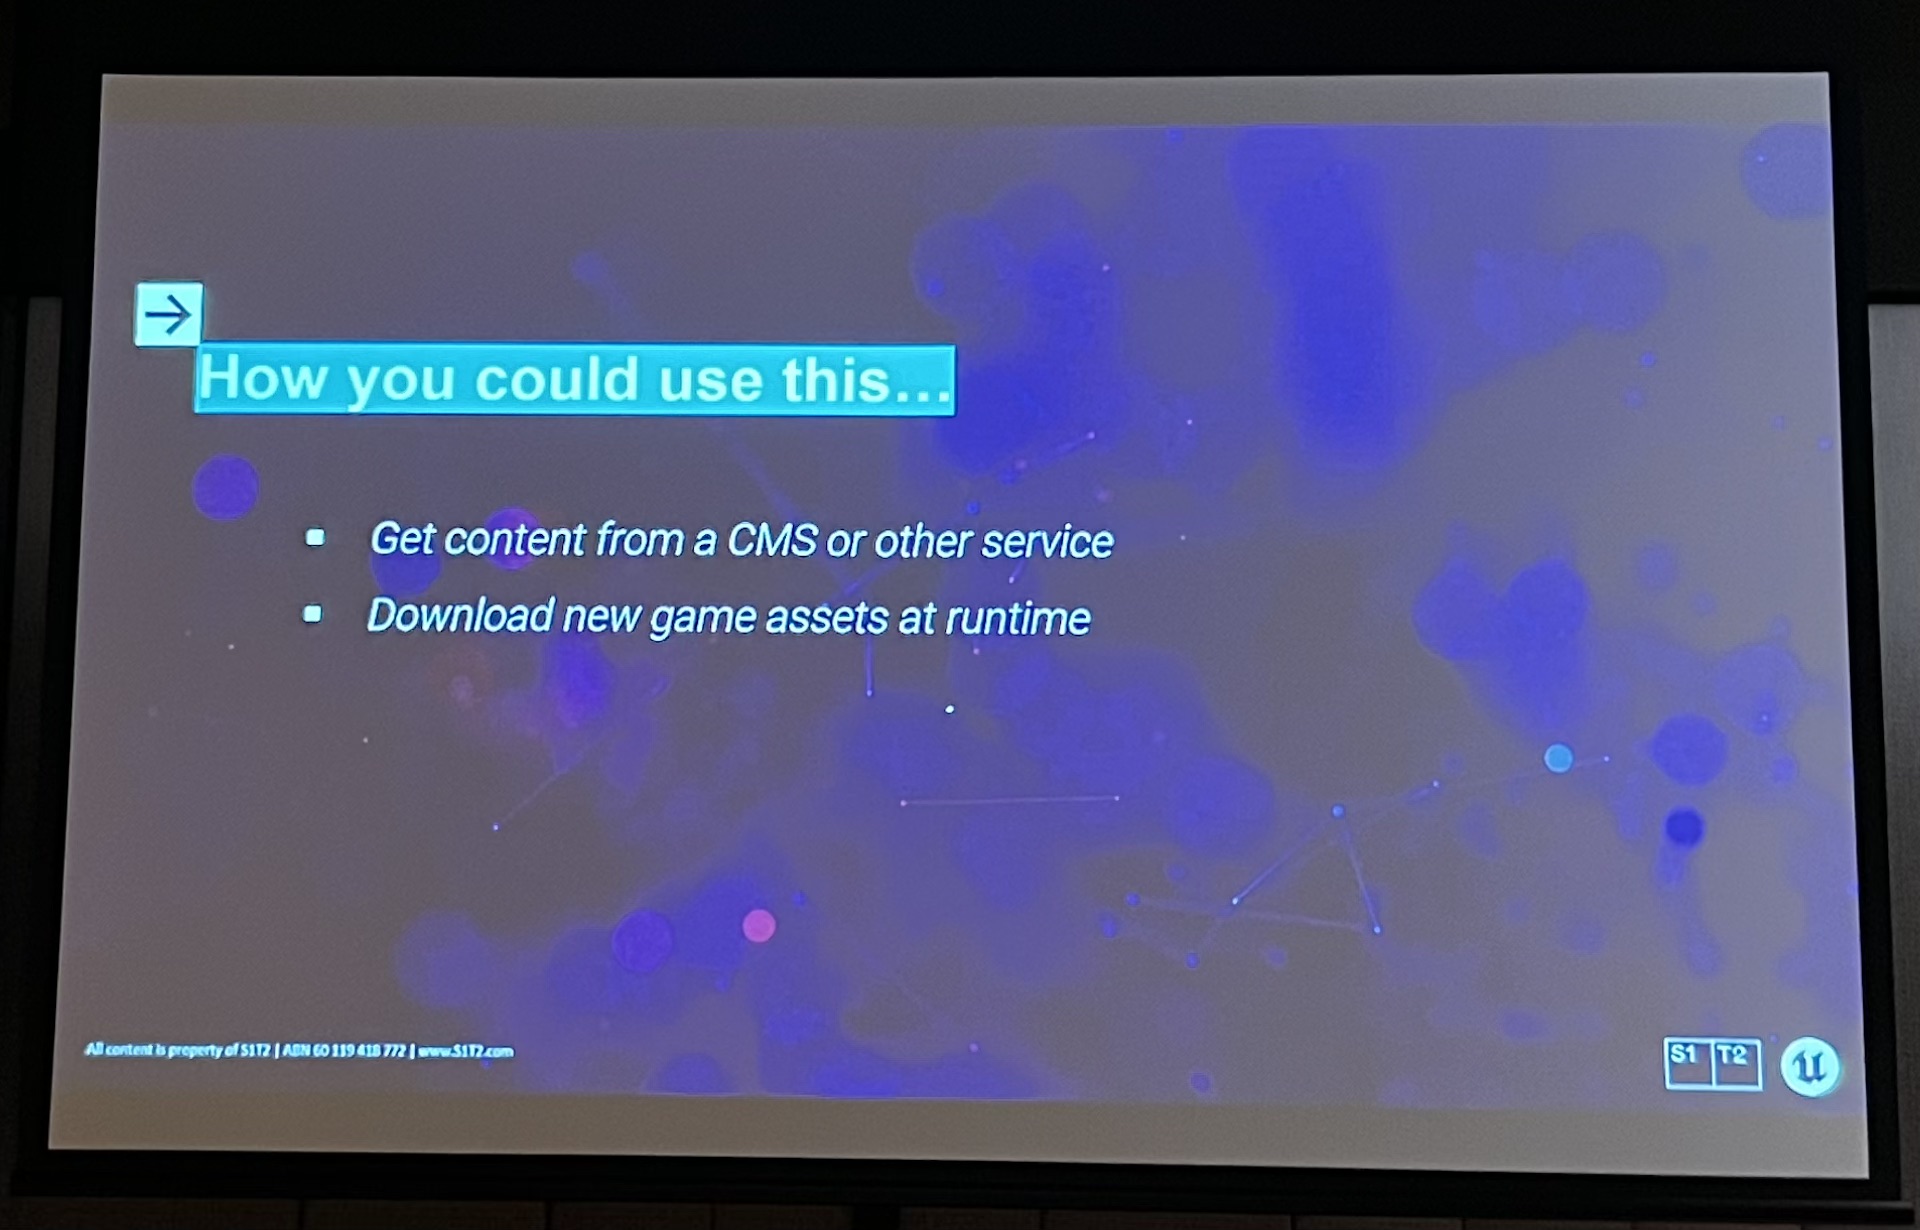 How you could use this...
▪ Get content from a CMS or other service
▪ Download new game assets at runtime
All content is property of S1T2 | ABN 60 119 418 772 | www.S1T2.com
S1 T2